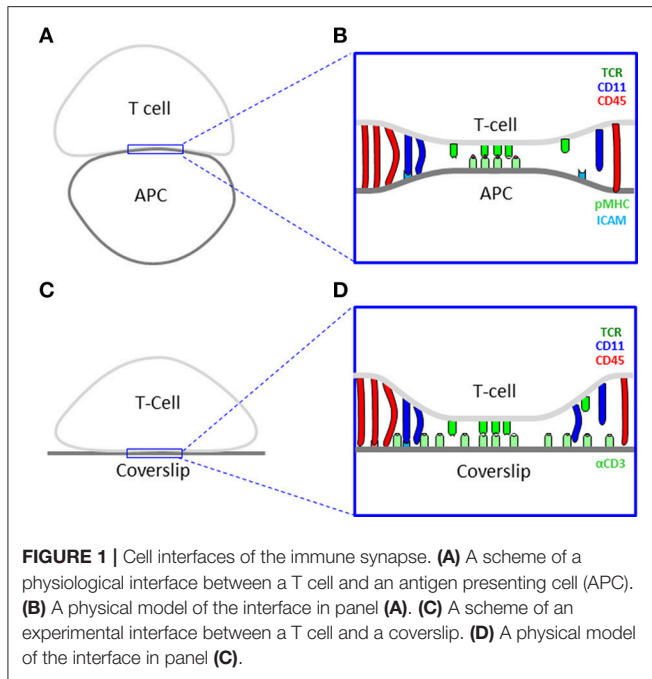 A
T cell
APC
B
TCR
CD11
CD45
T-cell
APC
pMHC
ICAM
C
T-Cell
Coverslip
D
TCR
CD11
CD45
T-cell
Coverslip
αCD3
FIGURE 1 | Cell interfaces of the immune synapse. (A) A scheme of a
physiological interface between a T cell and an antigen presenting cell (APC).
(B) A physical model of the interface in panel (A). (C) A scheme of an
experimental interface between a T cell and a coverslip. (D) A physical model
of the interface in panel (C).